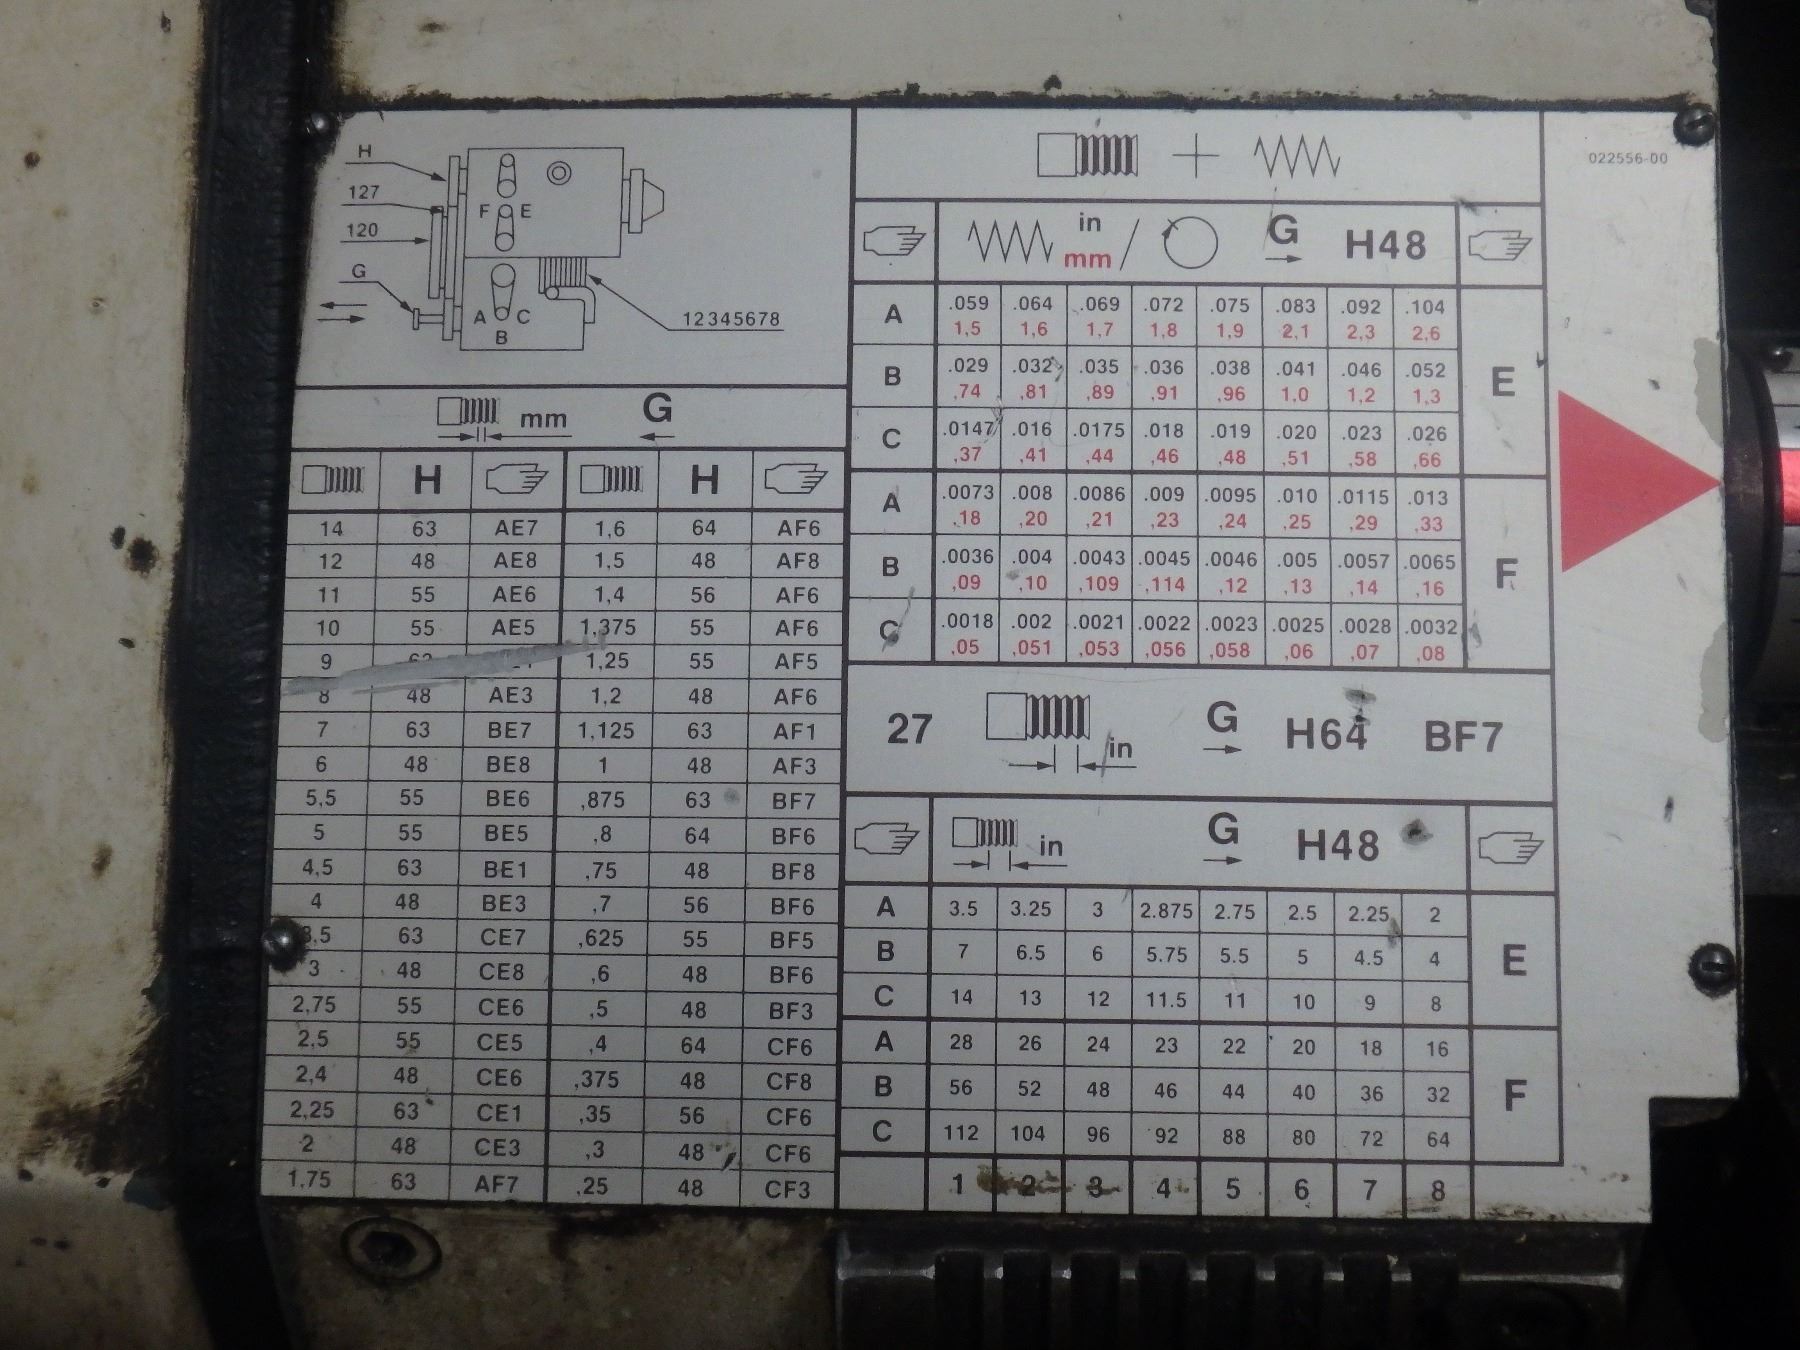 H
127
120
G
F E
A C
B
12345678
mm G
H H
14 63 AE7 1,6 64 AF6
12 48 AE8 1,5 48 AF8
11 55 AE6 1,4 56 AF6
10 55 AE5 1,375 55 AF6
9 1,25 55 AF5
8 48 AE3 1,2 48 AF6
7 63 BE7 1,125 63 AF1
6 48 BE8 1 48 AF3
5,5 55 BE6 ,875 63 BF7
5 55 BE5 ,8 64 BF6
4,5 63 BE1 ,75 48 BF8
4 48 BE3 ,7 56 BF6
3,5 63 CE7 ,625 55 BF5
3 48 CE8 ,6 48 BF6
2,75 55 CE6 ,5 48 BF3
2,5 55 CE5 ,4 64 CF6
2,4 48 CE6 ,375 48 CF8
2,25 63 CE1 ,35 56 CF6
2 48 CE3 ,3 48 CF6
1,75 63 AF7 ,25 48 CF3
+
022556-00
in
mm / G H48
A .059 .064 .069 .072 .075 .083 .092 .104
1,5 1,6 1,7 1,8 1,9 2,1 2,3 2,6
B .029 .032 .035 .036 .038 .041 .046 .052 E
,74 ,81 ,89 ,91 ,96 1,0 1,2 1,3
C .0147 .016 .0175 .018 .019 .020 .023 .026
,37 ,41 ,44 ,46 ,48 ,51 ,58 ,66
A .0073 .008 .0086 .009 .0095 .010 .0115 .013
,18 ,20 ,21 ,23 ,24 ,25 ,29 ,33
B .0036 .004 .0043 .0045 .0046 .005 .0057 .0065 F
,09 ,10 ,109 ,114 ,12 ,13 ,14 ,16
C .0018 .002 .0021 .0022 .0023 .0025 .0028 .0032
,05 ,051 ,053 ,056 ,058 ,06 ,07 ,08
27 /in G H64 BF7
in G H48
A 3.5 3.25 3 2.875 2.75 2.5 2.25 2
B 7 6.5 6 5.75 5.5 5 4.5 4 E
C 14 13 12 11.5 11 10 9 8
A 28 26 24 23 22 20 18 16
B 56 52 48 46 44 40 36 32 F
C 112 104 96 92 88 80 72 64
1 2 3 4 5 6 7 8